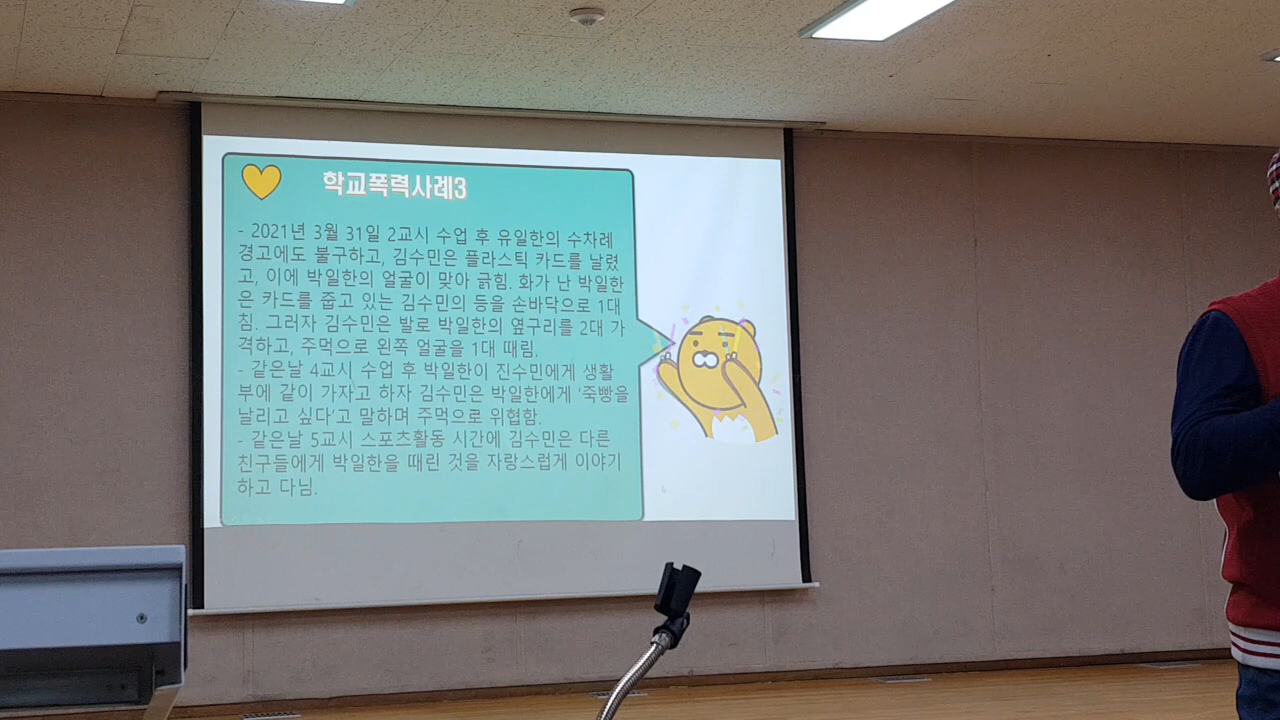 학교폭력사례3
- 2021년 3월 31일 2교시 수업 후 유일한의 수차례
경고에도 불구하고, 김수민은 플라스틱 카드를 날렸
고, 이에 박일한의 얼굴이 맞아 긁힘. 화가 난 박일한
은 카드를 줍고 있는 김수민의 등을 손바닥으로 1대
침. 그러자 김수민은 발로 박일한의 옆구리를 2대 가
격하고, 주먹으로 왼쪽 얼굴을 1대 때림.
- 같은날 4교시 수업 후 박일한이 진수민에게 생활
부에 같이 가자고 하자 김수민은 박일한에게 '죽빵을
날리고 싶다'고 말하며 주먹으로 위협함.
- 같은날 5교시 스포츠활동 시간에 김수민은 다른
친구들에게 박일한을 때린 것을 자랑스럽게 이야기
하고 다님.